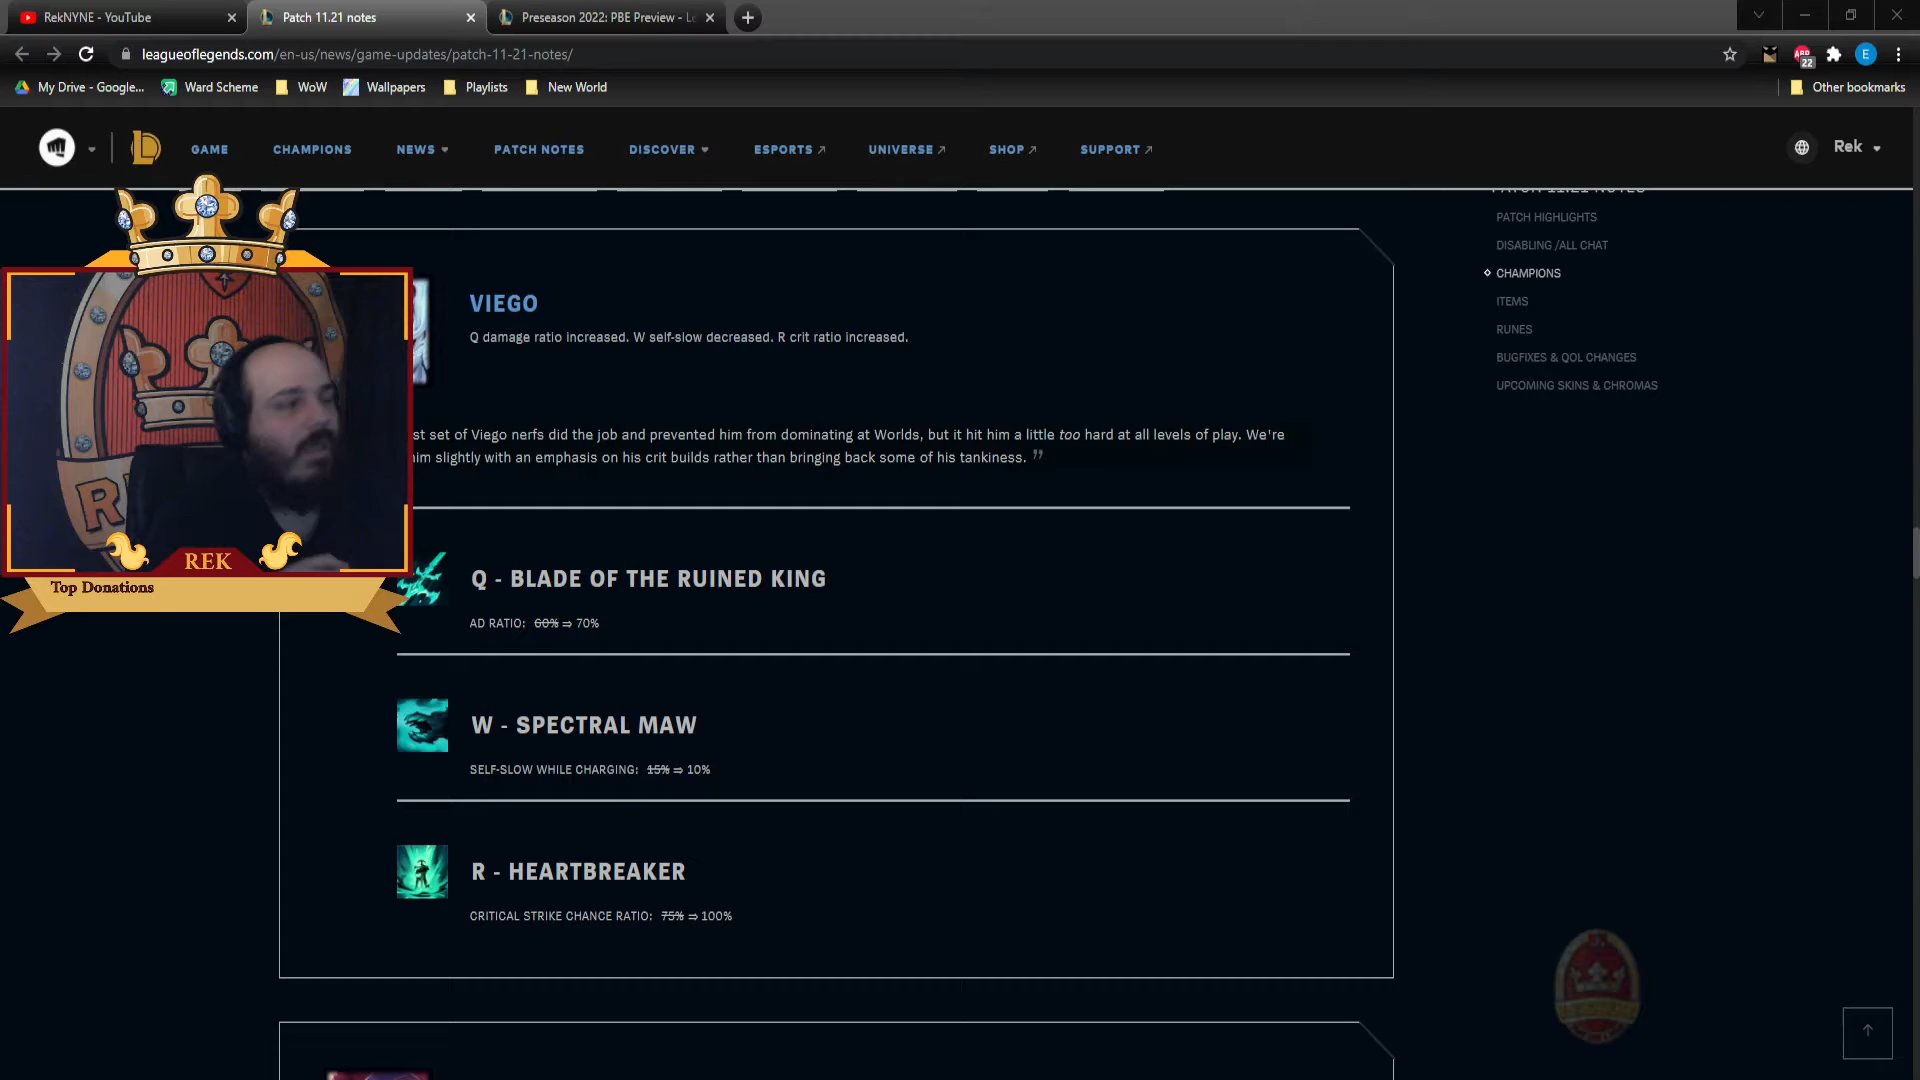 RekNYNE - YouTube
Patch 11.21 notes
Preseason 2022: PBE Preview - Le
leagueoflegends.com/en-us/news/game-updates/patch-11-21-notes/
22
E
My Drive - Google...
Ward Scheme
WoW
Wallpapers
Playlists
New World
Other bookmarks
GAME
CHAMPIONS
NEWS
PATCH NOTES
DISCOVER
ESPORTS
UNIVERSE
SHOP
SUPPORT
Rek
PATCH 11.21 NOTES
PATCH HIGHLIGHTS
DISABLING /ALL CHAT
CHAMPIONS
ITEMS
RUNES
BUGFIXES & QOL CHANGES
UPCOMING SKINS & CHROMAS
VIEGO
Q damage ratio increased. W self-slow decreased. R crit ratio increased.
st set of Viego nerfs did the job and prevented him from dominating at Worlds, but it hit him a little too hard at all levels of play. We're
him slightly with an emphasis on his crit builds rather than bringing back some of his tankiness. ”
R
REK
Top Donations
Q - BLADE OF THE RUINED KING
AD RATIO: 60% ⇒ 70%
W - SPECTRAL MAW
SELF-SLOW WHILE CHARGING: 15% ⇒ 10%
R - HEARTBREAKER
CRITICAL STRIKE CHANCE RATIO: 75% ⇒ 100%